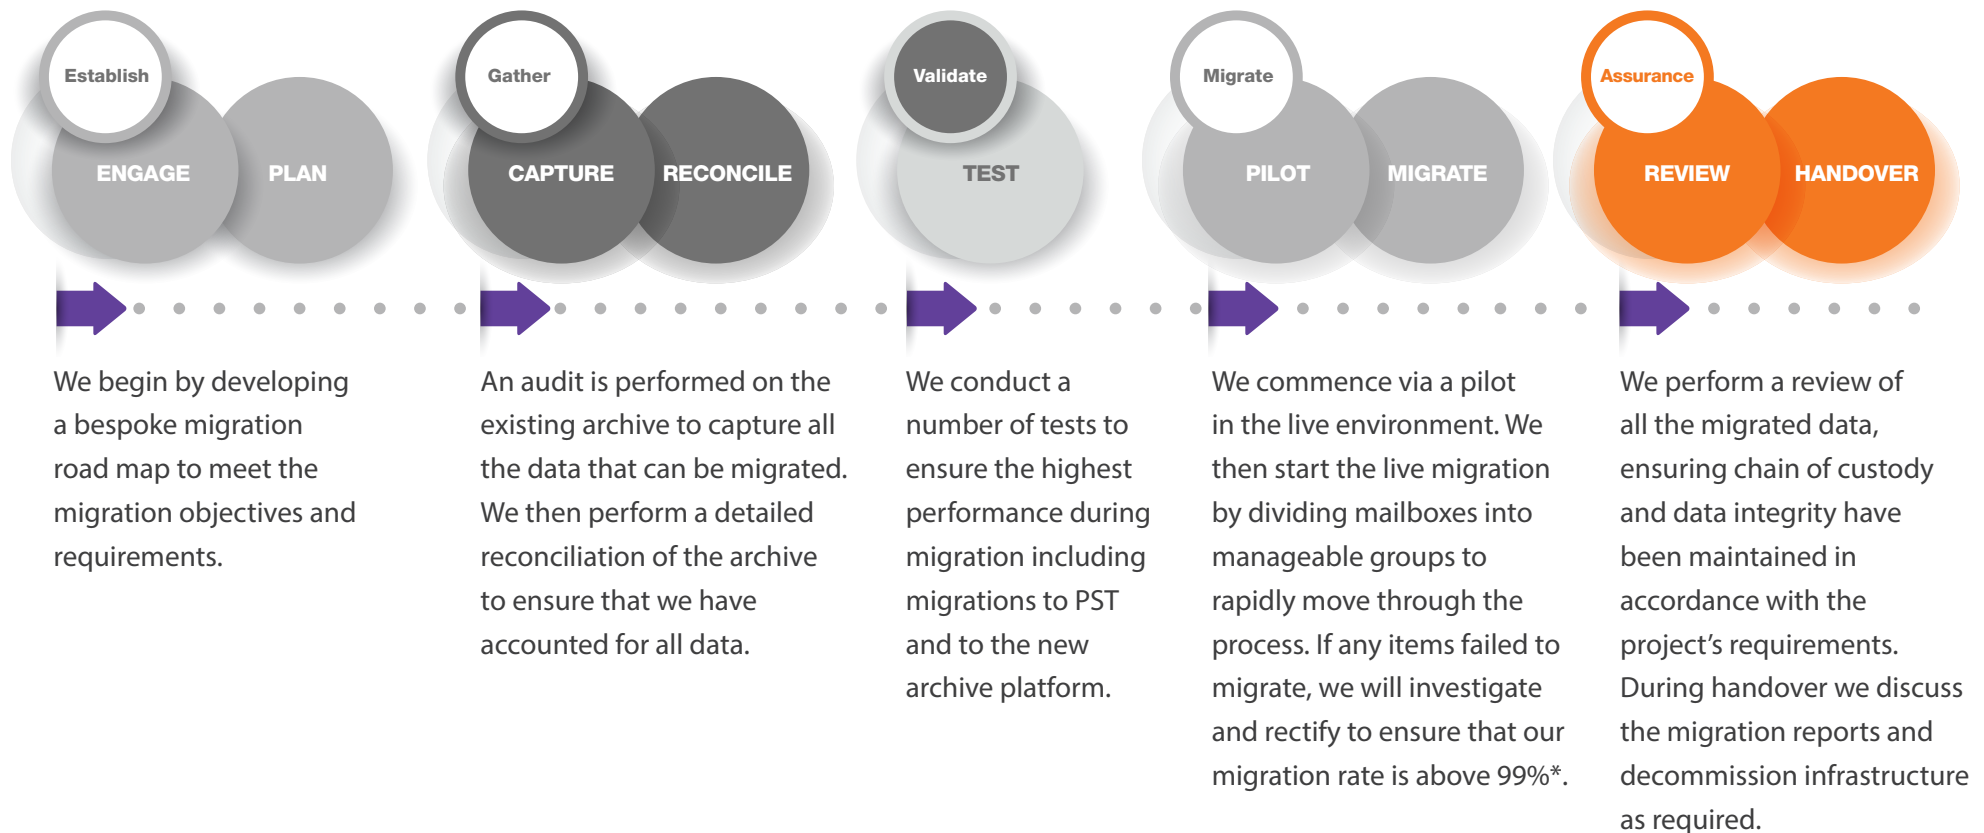 Establish
ENGAGE
PLAN
We begin by developing
a bespoke migration
road map to meet the
migration objectives and
requirements.
Gather
CAPTURE
RECONCILE
An audit is performed on the
existing archive to capture all
the data that can be migrated.
We then perform a detailed
reconciliation of the archive
to ensure that we have
accounted for all data.
Validate
TEST
We conduct a
number of tests to
ensure the highest
performance during
migration including
migrations to PST
and to the new
archive platform.
Migrate
PILOT
MIGRATE
We commence via a pilot
in the live environment. We
then start the live migration
by dividing mailboxes into
manageable groups to
rapidly move through the
process. If any items failed to
migrate, we will investigate
and rectify to ensure that our
migration rate is above 99%*.
Assurance
REVIEW
HANDOVER
We perform a review of
all the migrated data,
ensuring chain of custody
and data integrity have
been maintained in
accordance with the
project’s requirements.
During handover we discuss
the migration reports and
decommission infrastructure
as required.